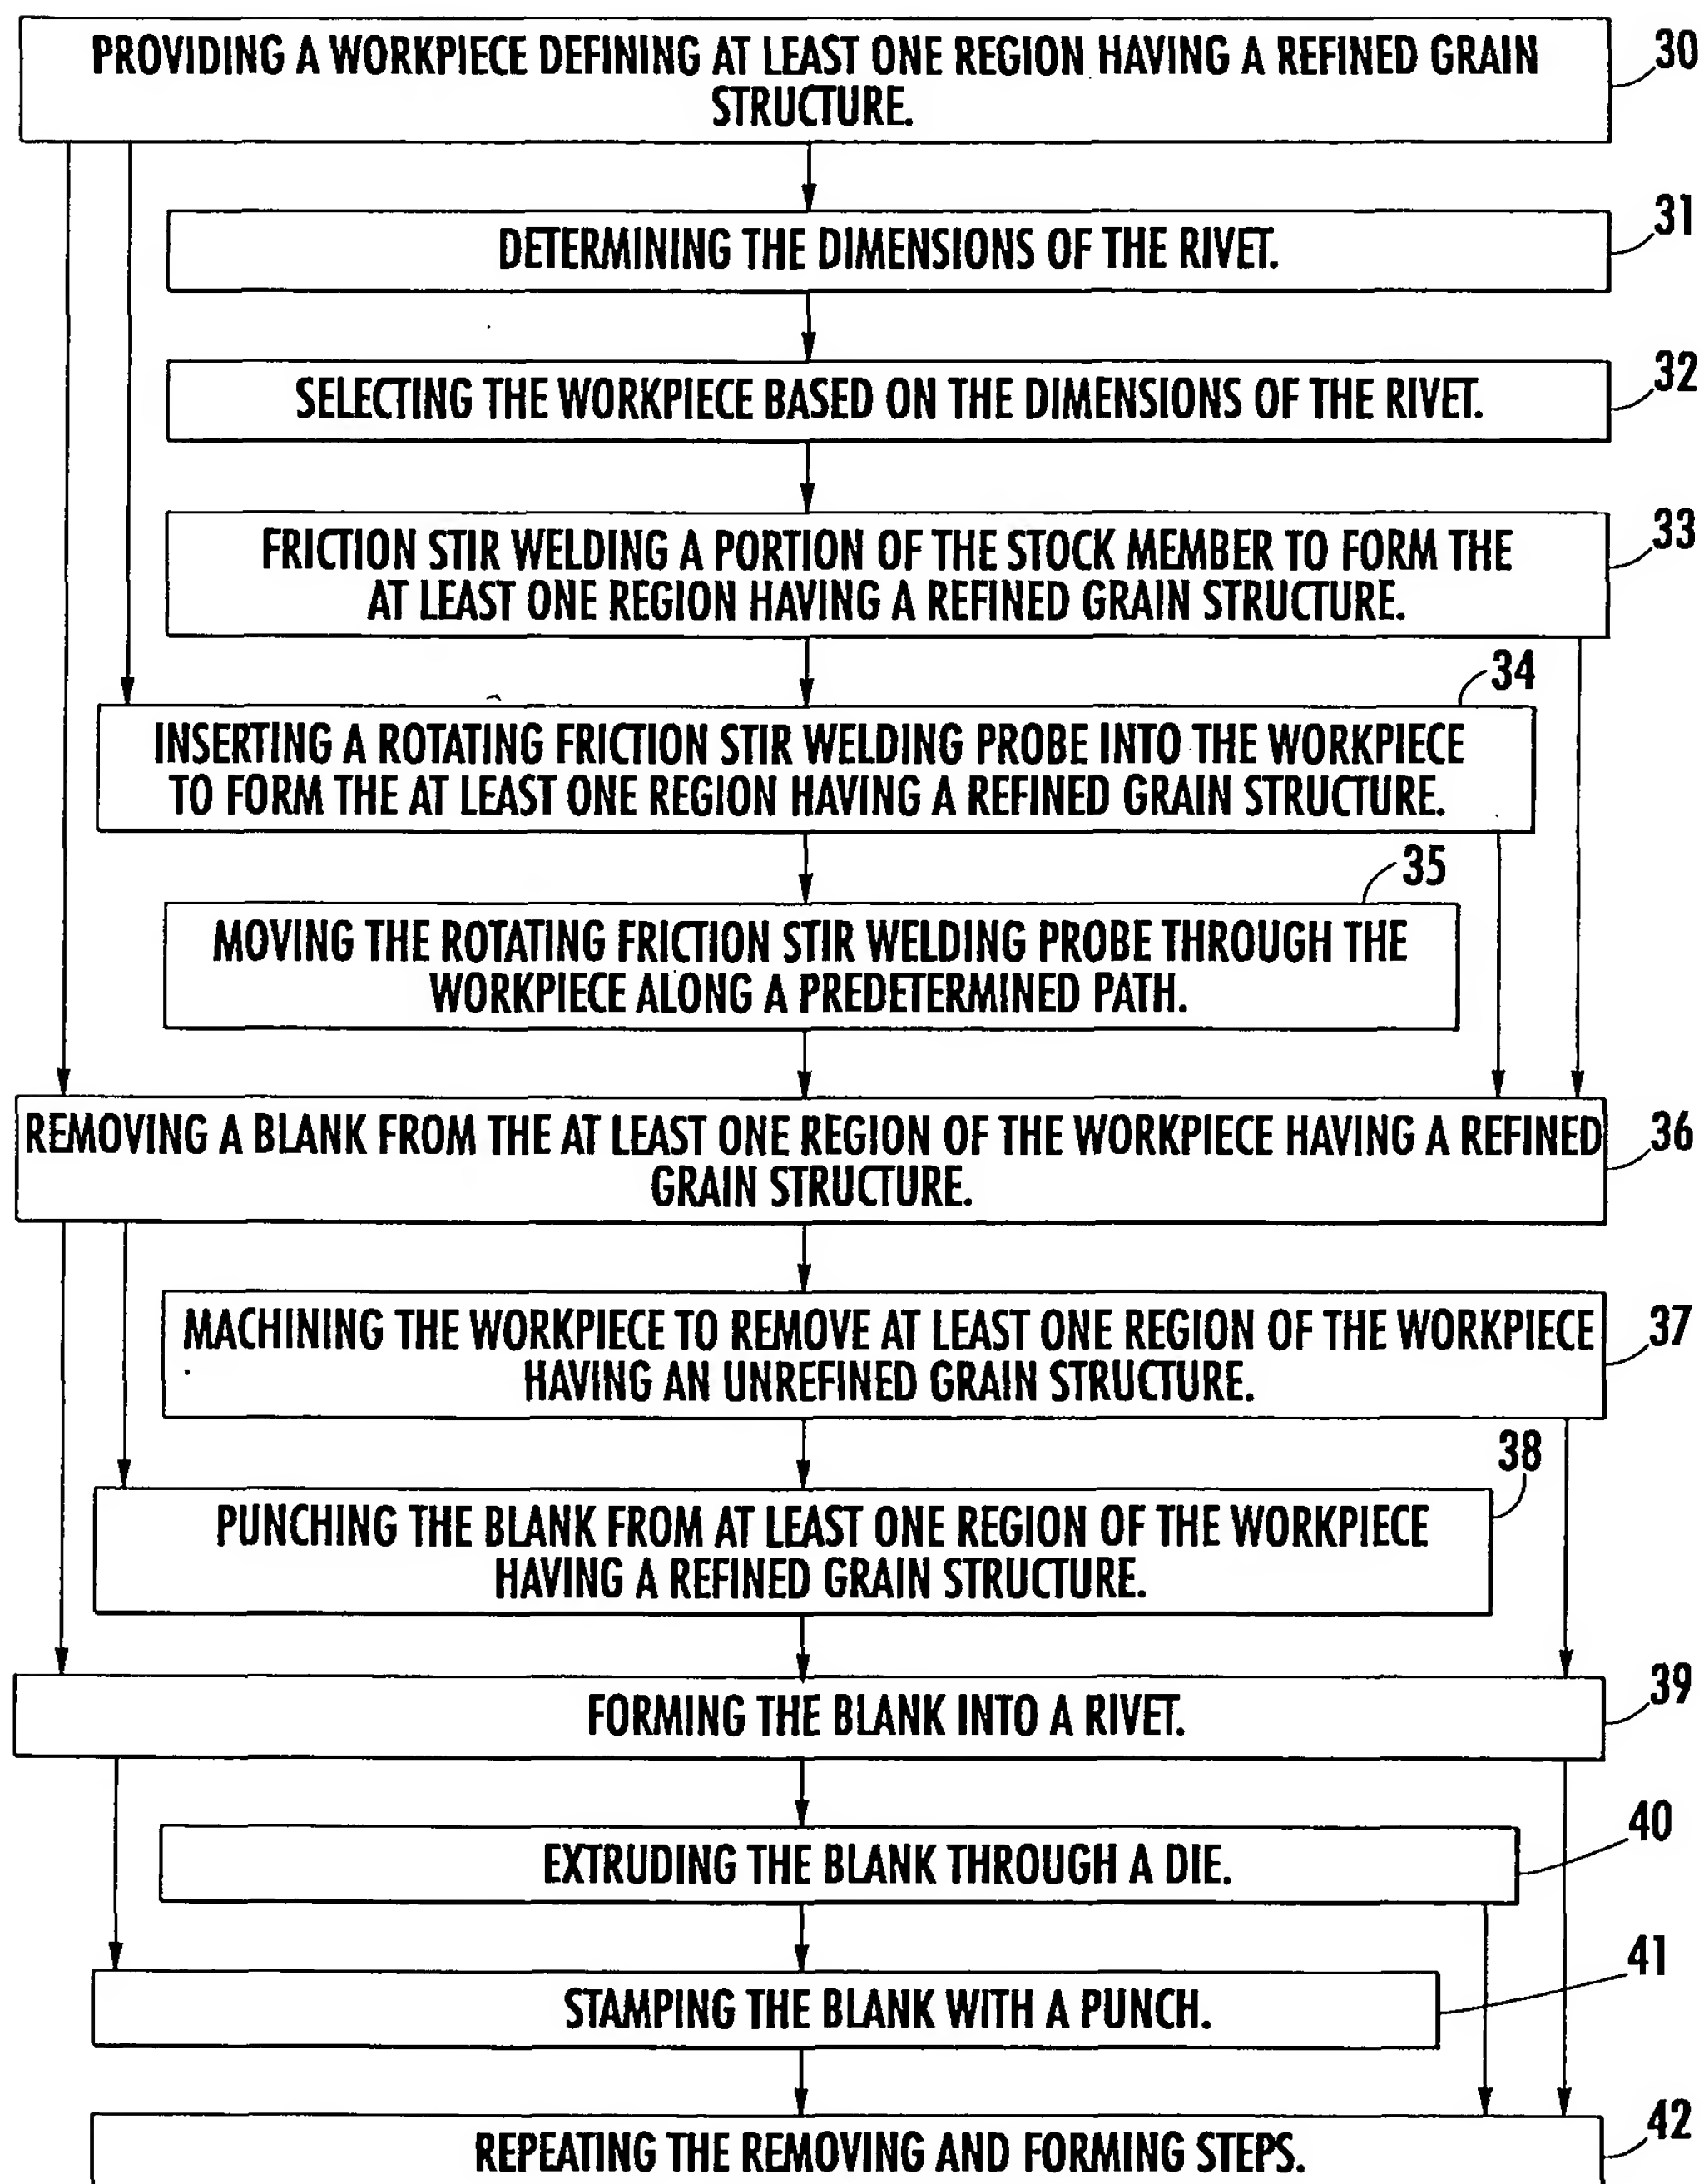 PROVIDING A WORKPIECE DEFINING AT LEAST ONE REGION HAVING A REFINED GRAIN
STRUCTURE.
30
DETERMINING THE DIMENSIONS OF THE RIVET.
31
SELECTING THE WORKPIECE BASED ON THE DIMENSIONS OF THE RIVET.
32
FRICTION STIR WELDING A PORTION OF THE STOCK MEMBER TO FORM THE
AT LEAST ONE REGION HAVING A REFINED GRAIN STRUCTURE.
33
34
INSERTING A ROTATING FRICTION STIR WELDING PROBE INTO THE WORKPIECE
TO FORM THE AT LEAST ONE REGION HAVING A REFINED GRAIN STRUCTURE.
35
MOVING THE ROTATING FRICTION STIR WELDING PROBE THROUGH THE
WORKPIECE ALONG A PREDETERMINED PATH.
REMOVING A BLANK FROM THE AT LEAST ONE REGION OF THE WORKPIECE HAVING A REFINED
GRAIN STRUCTURE.
36
MACHINING THE WORKPIECE TO REMOVE AT LEAST ONE REGION OF THE WORKPIECE
HAVING AN UNREFINED GRAIN STRUCTURE.
37
38
PUNCHING THE BLANK FROM AT LEAST ONE REGION OF THE WORKPIECE
HAVING A REFINED GRAIN STRUCTURE.
FORMING THE BLANK INTO A RIVET.
39
EXTRUDING THE BLANK THROUGH A DIE.
40
STAMPING THE BLANK WITH A PUNCH.
41
REPEATING THE REMOVING AND FORMING STEPS.
42